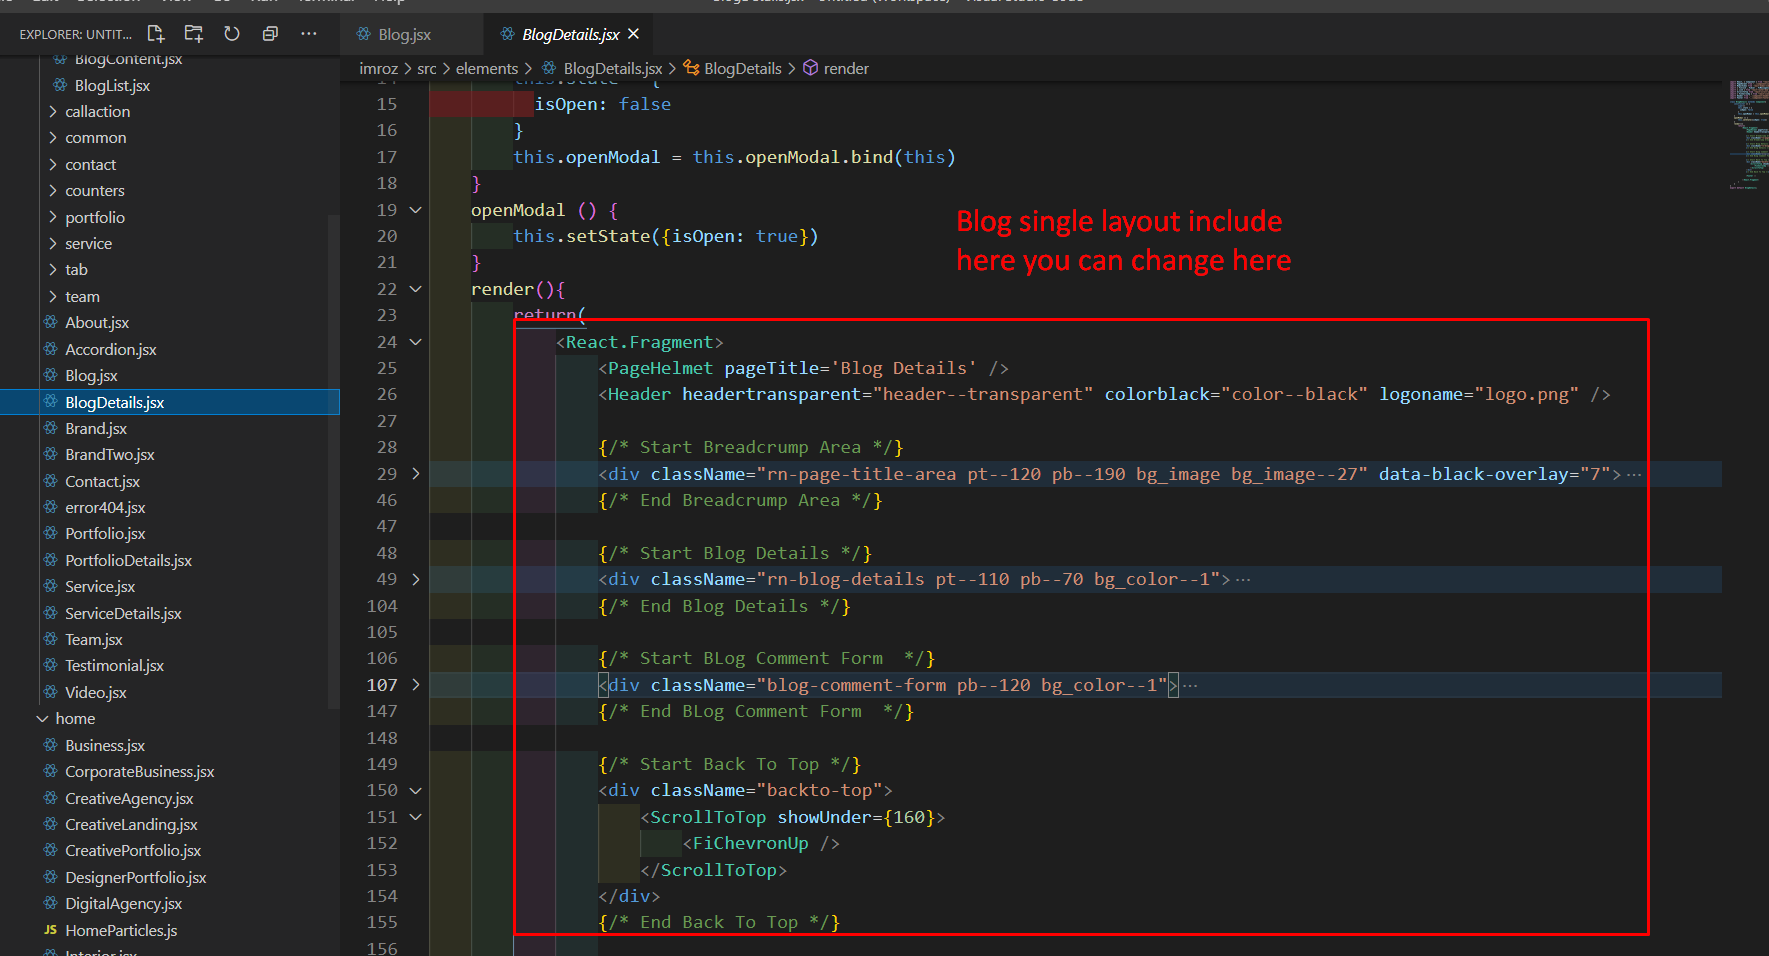 BlogDetails.jsx - Untitled (Workspace) - Visual Studio Code
EXPLORER: UNTIT...
Blog.jsx
BlogDetails.jsx
imroz > src > elements > BlogDetails.jsx > BlogDetails > render
BlogContent.jsx
BlogList.jsx
callaction
common
contact
counters
portfolio
service
tab
team
About.jsx
Accordion.jsx
Blog.jsx
BlogDetails.jsx
Brand.jsx
BrandTwo.jsx
Contact.jsx
error404.jsx
Portfolio.jsx
PortfolioDetails.jsx
Service.jsx
ServiceDetails.jsx
Team.jsx
Testimonial.jsx
Video.jsx
home
Business.jsx
CorporateBusiness.jsx
CreativeAgency.jsx
CreativeLanding.jsx
CreativePortfolio.jsx
DesignerPortfolio.jsx
DigitalAgency.jsx
JS HomeParticles.js
Interior.jsx
15 isOpen: false
16 }
17 this.openModal = this.openModal.bind(this)
18 }
19 openModal () {
20 this.setState({isOpen: true})
21 }
22 render(){
23 return(
24 <React.Fragment>
25 <PageHelmet pageTitle='Blog Details' />
26 <Header headertransparent="header--transparent" colorblack="color--black" logoname="logo.png" />
27
28 {/* Start Breadcrump Area */}
29 <div className="rn-page-title-area pt--120 pb--190 bg_image bg_image--27" data-black-overlay="7">···
46 {/* End Breadcrump Area */}
47
48 {/* Start Blog Details */}
49 <div className="rn-blog-details pt--110 pb--70 bg_color--1">···
104 {/* End Blog Details */}
105
106 {/* Start BLog Comment Form  */}
107 <div className="blog-comment-form pb--120 bg_color--1">···
147 {/* End BLog Comment Form  */}
148
149 {/* Start Back To Top */}
150 <div className="backto-top">
151 <ScrollToTop showUnder={160}>
152 <FiChevronUp />
153 </ScrollToTop>
154 </div>
155 {/* End Back To Top */}
156
Blog single layout include
here you can change here